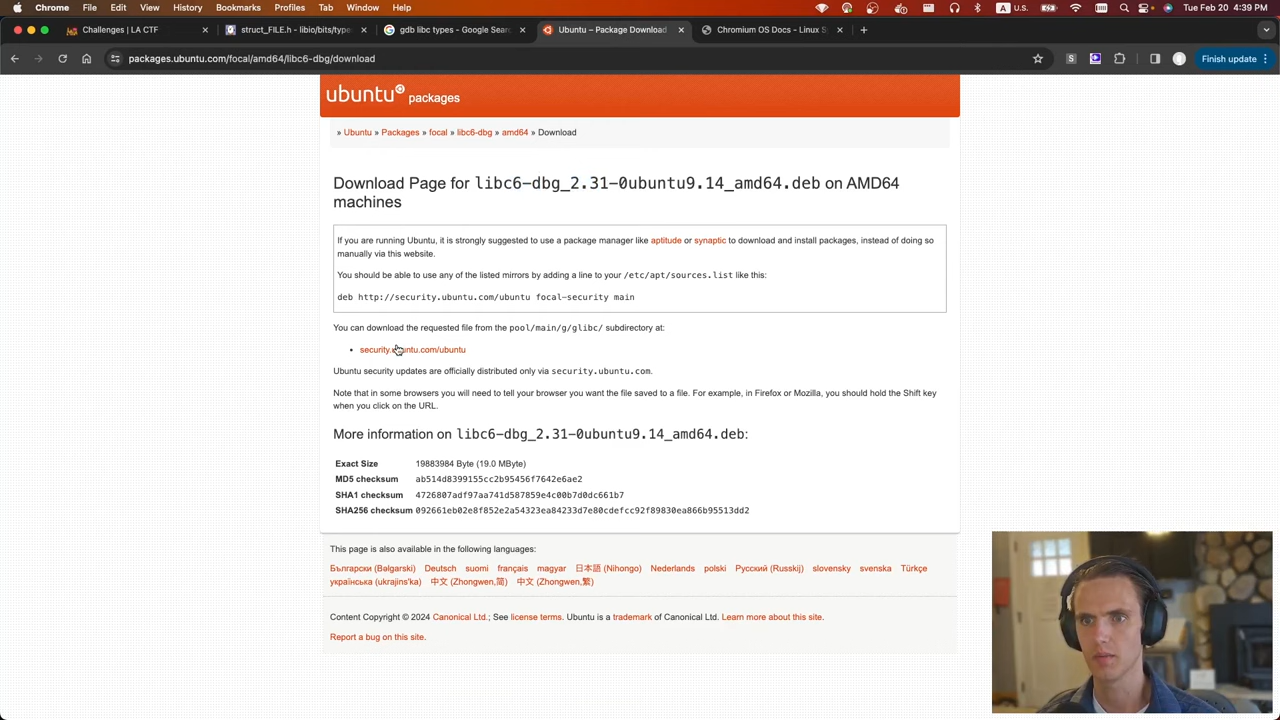 Chrome File Edit View History Bookmarks Profiles Tab Window Help
Sat Feb 17 4:39:29 PM
Challenges | LA CTF
struct_FILE.h - libio/bits/type
gdb libc types - Google Sear
Ubuntu – Package Download
Chromium OS Docs - Linux S
packages.ubuntu.com/focal/amd64/libc6-dbg/download
Finish update
ubuntu packages
» Ubuntu » Packages » focal » libc6-dbg » amd64 » Download
Download Page for libc6-dbg_2.31-0ubuntu9.14_amd64.deb on AMD64
machines
If you are running Ubuntu, it is strongly suggested to use a package manager like aptitude or synaptic to download and install packages, instead of doing so
manually via this website.
You should be able to use any of the listed mirrors by adding a line to your /etc/apt/sources.list like this:
deb http://security.ubuntu.com/ubuntu focal-security main
You can download the requested file from the pool/main/g/glibc/ subdirectory at:
• security.ubuntu.com/ubuntu
Ubuntu security updates are officially distributed only via security.ubuntu.com.
Note that in some browsers you will need to tell your browser you want the file saved to a file. For example, in Firefox or Mozilla, you should hold the Shift key
when you click on the URL.
More information on libc6-dbg_2.31-0ubuntu9.14_amd64.deb:
Exact Size 19883984 Byte (19.0 MByte)
MD5 checksum ab514d8399155cc2b95456f7642e6ae2
SHA1 checksum 4726807adf97aa741d587859e4c00b7d0dc661b7
SHA256 checksum 092661eb02e8f852e2a54323ea84233d7e80cdefcc92f89830ea866b95513dd2
This page is also available in the following languages:
Български (Bəlgarski) Deutsch suomi français magyar 日本語 (Nihongo) Nederlands polski Русский (Russkij) slovensky svenska Türkçe
українська (ukrajins'ka) 中文 (Zhongwen,简) 中文 (Zhongwen,繁)
Content Copyright © 2024 Canonical Ltd.; See license terms. Ubuntu is a trademark of Canonical Ltd. Learn more about this site.
Report a bug on this site.